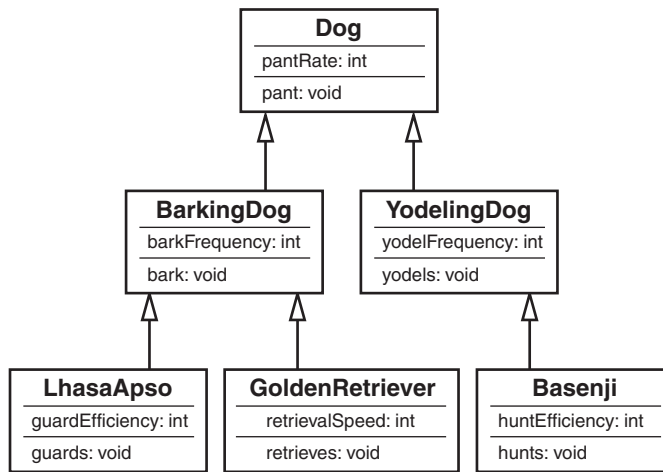 Dog
pantRate: int
pant: void
BarkingDog
barkFrequency: int
bark: void
YodelingDog
yodelFrequency: int
yodels: void
LhasaApso
guardEfficiency: int
guards: void
GoldenRetriever
retrievalSpeed: int
retrieves: void
Basenji
huntEfficiency: int
hunts: void